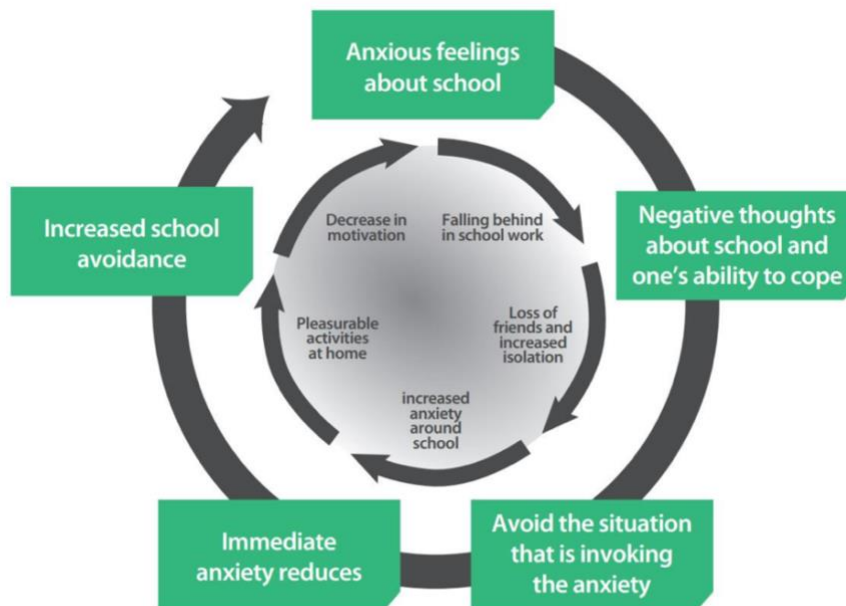 Anxious feelings
about school
Negative thoughts
about school and
one's ability to cope
Avoid the situation
that is invoking
the anxiety
Immediate
anxiety reduces
Increased school
avoidance
Falling behind
in school work
Loss of
friends and
increased
isolation
increased
anxiety
around
school
Pleasurable
activities
at home
Decrease in
motivation